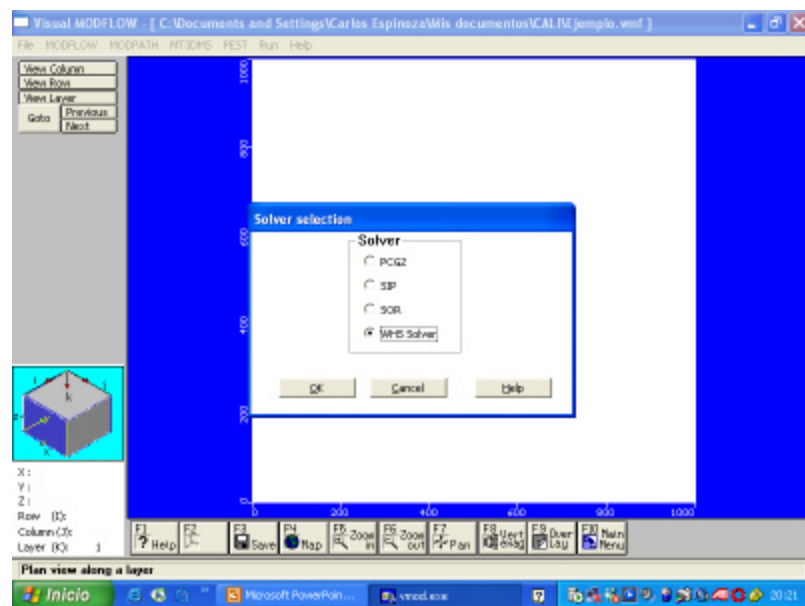 Visual MODFLOW - [ C:\Documents and Settings\Carlos Espinoza\Mis documentos\CALI\Ejemplo.vmf ]
File MODFLOW MODPATH MT3DMS PEST Run Help
View Column
View Row
View Layer
Goto Previous
Next
1000
800
600
400
200
0
Solver selection
Solver
PCG2
SIP
SOR
WHS Solver
OK Cancel Help
0 200 400 600 800 1000
i j
k
X:
Y:
Z:
Row (I):
Column (J):
Layer (K): 1
F1 Help F2 F3 Save F4 Map F5 Zoom in F6 Zoom out F7 Pan F8 Vert exag F9 Over Lay F10 Main Menu
Plan view along a layer
Inicio Microsoft PowerPoin... vmod.exe 20:21